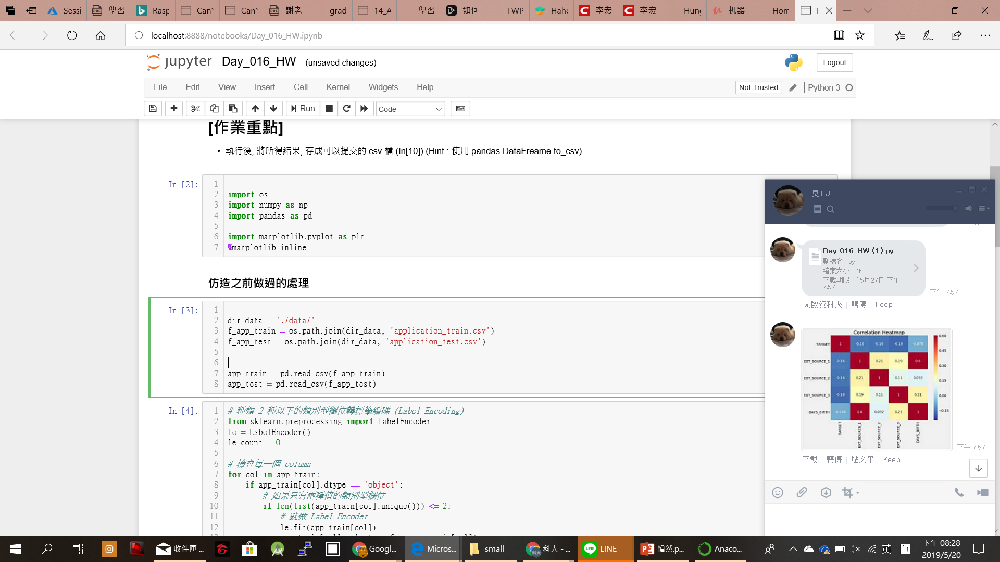 Sessi
學習
Rasp
Can'
Can'
謝老
grad
14_A
學習
如何
TWP
Haho
李宏
李宏
Hung
机器
Hom
localhost:8888/notebooks/Day_016_HW.ipynb
jupyter Day_016_HW (unsaved changes)
Logout
File Edit View Insert Cell Kernel Widgets Help
Not Trusted
Python 3
Run
Code
[作業重點]
• 執行後, 將所得結果, 存成可以提交的 csv 檔 (In[10]) (Hint : 使用 pandas.DataFreame.to_csv)
In [2]:
1
2 import os
3 import numpy as np
4 import pandas as pd
5
6 import matplotlib.pyplot as plt
7 %matplotlib inline
仿造之前做過的處理
In [3]:
1
2 dir_data = './data/'
3 f_app_train = os.path.join(dir_data, 'application_train.csv')
4 f_app_test = os.path.join(dir_data, 'application_test.csv')
5
6
7 app_train = pd.read_csv(f_app_train)
8 app_test = pd.read_csv(f_app_test)
In [4]:
1 # 種類 2 種以下的類別型欄位轉標籤編碼 (Label Encoding)
2 from sklearn.preprocessing import LabelEncoder
3 le = LabelEncoder()
4 le_count = 0
5
6 # 檢查每一個 column
7 for col in app_train:
8 if app_train[col].dtype == 'object':
9 # 如果只有兩種值的類別型欄位
10 if len(list(app_train[col].unique())) <= 2:
11 # 就做 Label Encoder
12 le.fit(app_train[col])
臭TJ
Day_016_HW (1).py
副檔名 : py
檔案大小 : 4KB
下載期限 : ~ 5月27日 下午
7:57
下午 7:57
開啟資料夾 | 轉傳 | Keep
Correlation Heatmap
TARGET 1 -0.16 -0.16 -0.18 -0.078
EXT_SOURCE_1 -0.16 1 0.21 0.19 0.6
EXT_SOURCE_2 -0.16 0.21 1 0.11 0.092
EXT_SOURCE_3 -0.18 0.19 0.11 1 0.21
DAYS_BIRTH -0.078 0.6 0.092 0.21 1
TARGET
EXT_SOURCE_1
EXT_SOURCE_2
EXT_SOURCE_3
DAYS_BIRTH
0.60
0.45
0.30
0.15
0.00
-0.15
下午 7:57
下載 | 轉傳 | 貼文串 | Keep
收件匣 ...
Googl...
Micros...
small
科大 - ...
LINE
愴然.p...
Anaco...
英
下午 08:28
2019/5/20